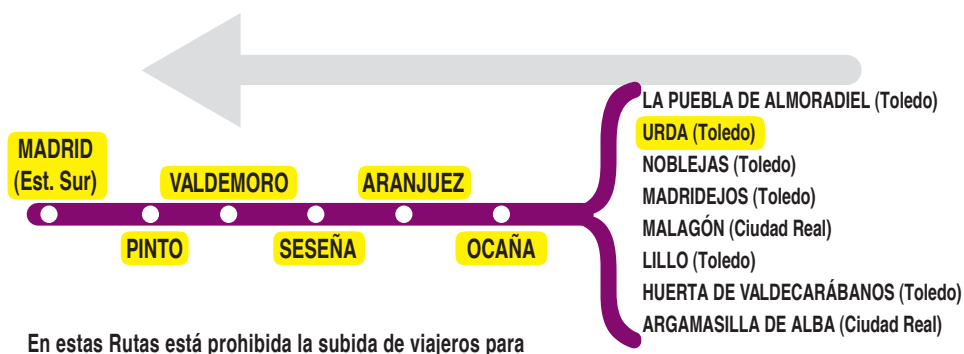 MADRID
(Est. Sur)
VALDEMORO
ARANJUEZ
PINTO
SESEÑA
OCAÑA
LA PUEBLA DE ALMORADIEL (Toledo)
URDA (Toledo)
NOBLEJAS (Toledo)
MADRIDEJOS (Toledo)
MALAGÓN (Ciudad Real)
LILLO (Toledo)
HUERTA DE VALDECARÁBANOS (Toledo)
ARGAMASILLA DE ALBA (Ciudad Real)
En estas Rutas está prohibida la subida de viajeros para